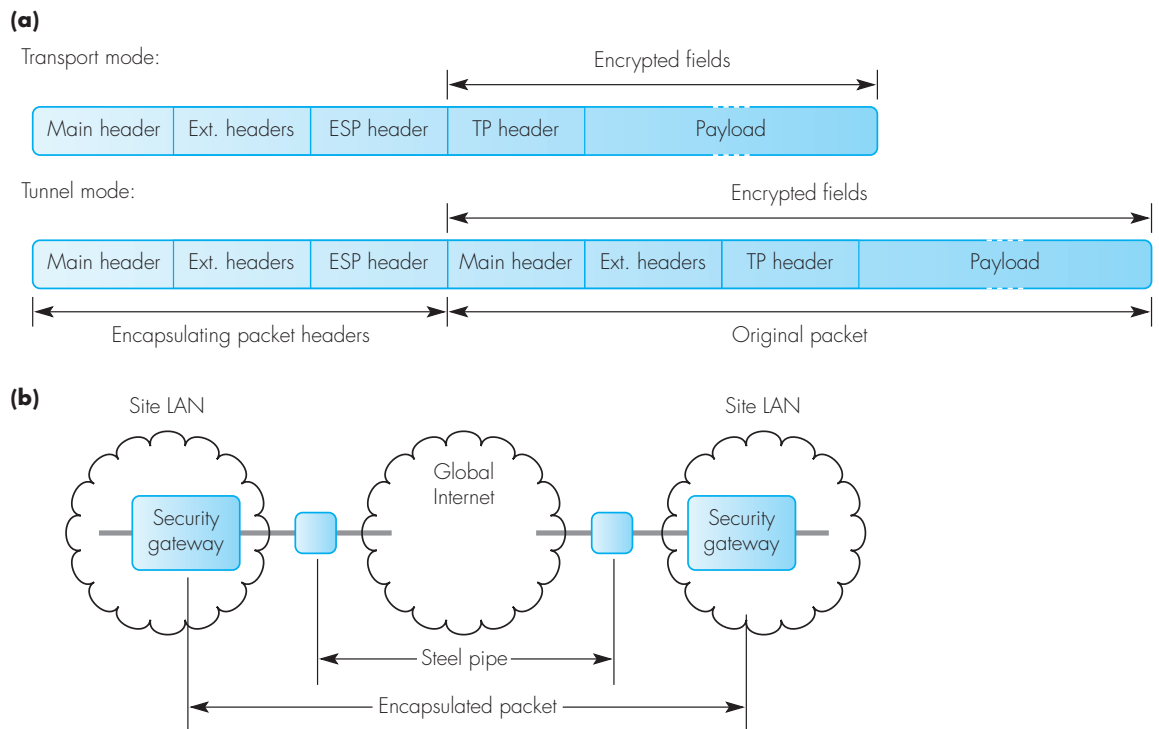 (a)
Transport mode:
Encrypted fields
Main header
Ext. headers
ESP header
TP header
Payload
Tunnel mode:
Encrypted fields
Main header
Ext. headers
ESP header
Main header
Ext. headers
TP header
Payload
Encapsulating packet headers
Original packet
(b)
Site LAN
Site LAN
Global
Internet
Security
gateway
Security
gateway
Steel pipe
Encapsulated packet